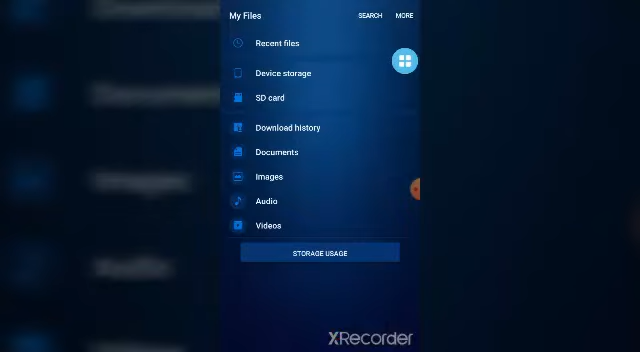 My Files SEARCH MORE
Recent files
Device storage
SD card
Download history
Documents
Images
Audio
Videos
STORAGE USAGE
XRecorder